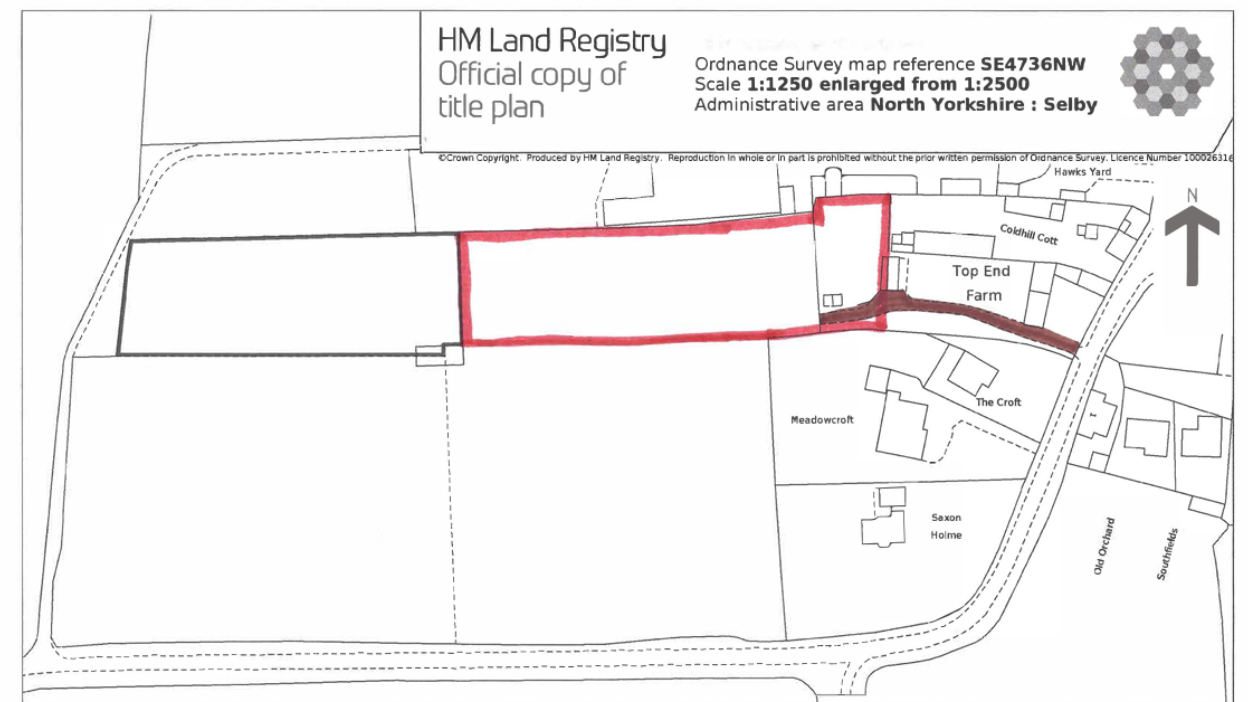 HM Land Registry
Official copy of
title plan
Ordnance Survey map reference SE4736NW
Scale 1:1250 enlarged from 1:2500
Administrative area North Yorkshire : Selby
©Crown Copyright. Produced by HM Land Registry. Reproduction in whole or in part is prohibited without the prior written permission of Ordnance Survey. Licence Number 100026316
Hawks Yard
N
Coldhill Cott
Top End
Farm
The Croft
1
Meadowcroft
Saxon
Holme
Old Orchard
Southfields